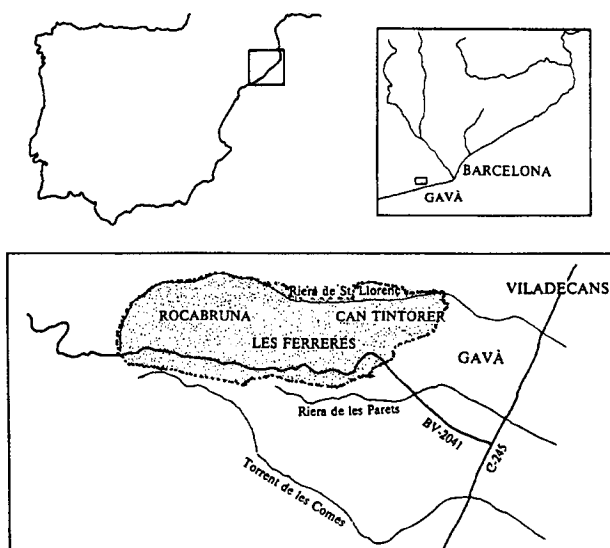 BARCELONA
GAVÀ
Riera de St. Llorenç
VILADECANS
ROCABRUNA
CAN TINTORER
LES FERRERES
GAVÀ
Riera de les Parets
BV-2041
C-245
Torrent de les Comes